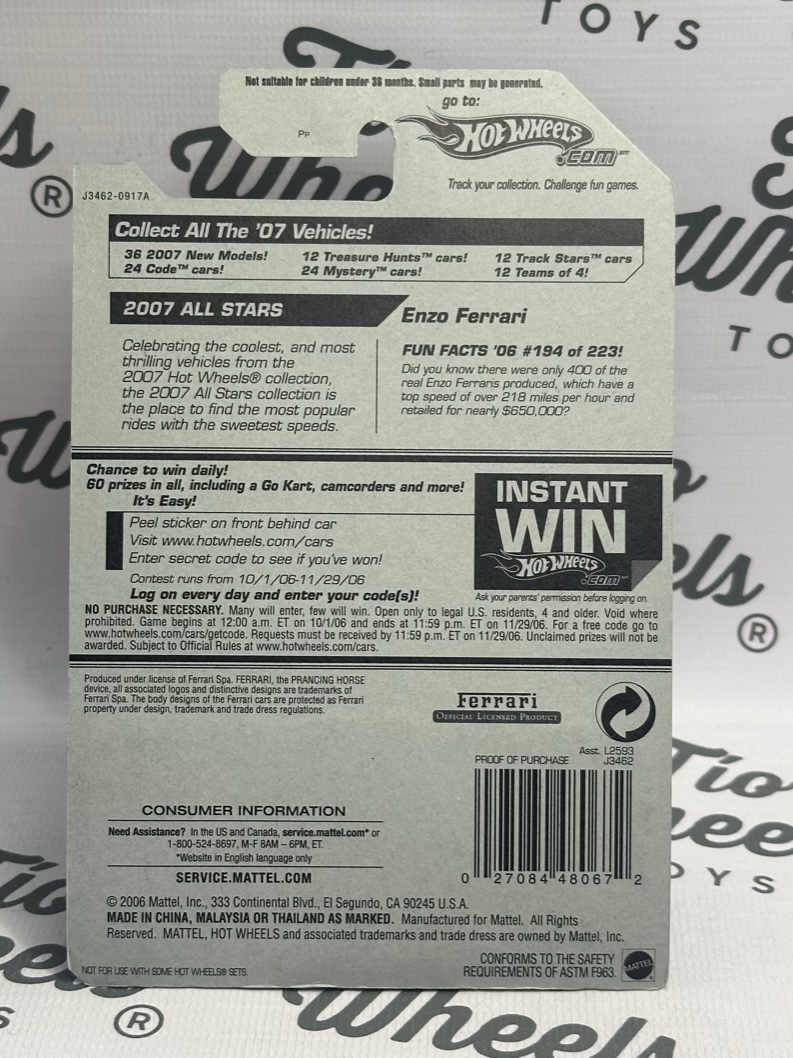 TOYS
Not suitable for children under 36 months. Small parts may be generated.
go to:
Pp
HOT WHEELS
.COM℠
Track your collection. Challenge fun games.
J3462-0917A
Collect All The '07 Vehicles!
36 2007 New Models! 12 Treasure Hunts™ cars! 12 Track Stars™ cars
24 Code™ cars! 24 Mystery™ cars! 12 Teams of 4!
2007 ALL STARS
Celebrating the coolest, and most
thrilling vehicles from the
2007 Hot Wheels® collection,
the 2007 All Stars collection is
the place to find the most popular
rides with the sweetest speeds.
Enzo Ferrari
FUN FACTS '06 #194 of 223!
Did you know there were only 400 of the
real Enzo Ferraris produced, which have a
top speed of over 218 miles per hour and
retailed for nearly $650,000?
Chance to win daily!
60 prizes in all, including a Go Kart, camcorders and more!
It's Easy!
Peel sticker on front behind car
Visit www.hotwheels.com/cars
Enter secret code to see if you've won!
Contest runs from 10/1/06-11/29/06
Log on every day and enter your code(s)!
INSTANT
WIN
HOT WHEELS
.COM℠
Ask your parents' permission before logging on.
NO PURCHASE NECESSARY. Many will enter, few will win. Open only to legal U.S. residents, 4 and older. Void where
prohibited. Game begins at 12:00 a.m. ET on 10/1/06 and ends at 11:59 p.m. ET on 11/29/06. For a free code go to
www.hotwheels.com/cars/getcode. Requests must be received by 11:59 p.m. ET on 11/29/06. Unclaimed prizes will not be
awarded. Subject to Official Rules at www.hotwheels.com/cars.
Produced under license of Ferrari Spa. FERRARI, the PRANCING HORSE
device, all associated logos and distinctive designs are trademarks of
Ferrari Spa. The body designs of the Ferrari cars are protected as Ferrari
property under design, trademark and trade dress regulations.
Ferrari
OFFICIAL LICENSED PRODUCT
Asst. L2593
PROOF OF PURCHASE J3462
0 27084 48067 2
CONSUMER INFORMATION
Need Assistance? In the US and Canada, service.mattel.com* or
1-800-524-8697, M-F 8AM – 6PM, ET.
*Website in English language only
SERVICE.MATTEL.COM
© 2006 Mattel, Inc., 333 Continental Blvd., El Segundo, CA 90245 U.S.A.
MADE IN CHINA, MALAYSIA OR THAILAND AS MARKED. Manufactured for Mattel. All Rights
Reserved. MATTEL, HOT WHEELS and associated trademarks and trade dress are owned by Mattel, Inc.
NOT FOR USE WITH SOME HOT WHEELS® SETS.
CONFORMS TO THE SAFETY
REQUIREMENTS OF ASTM F963.
MATTEL
Wheels